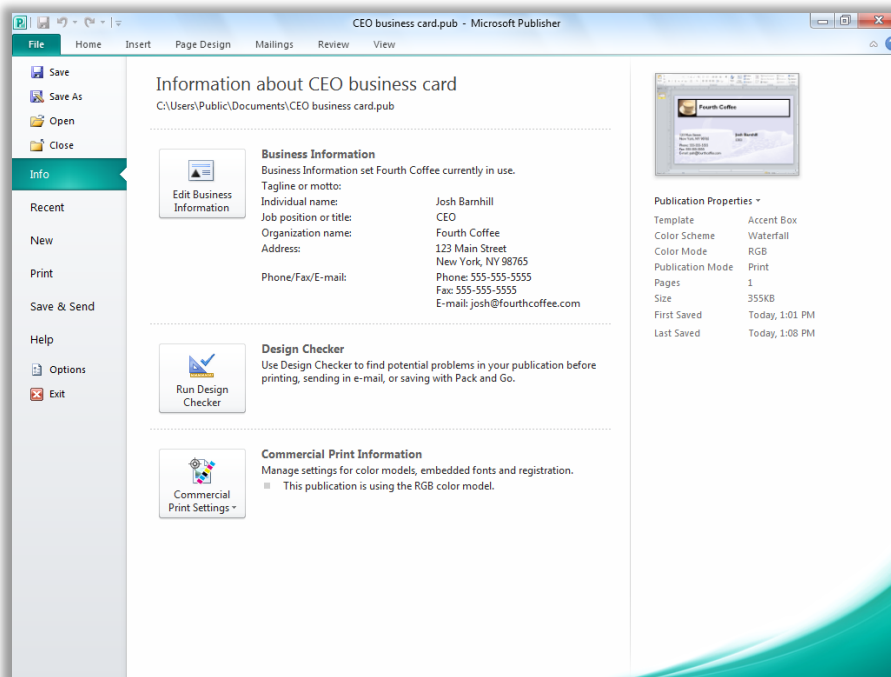 CEO business card.pub - Microsoft Publisher
File Home Insert Page Design Mailings Review View
Save
Save As
Open
Close
Info
Recent
New
Print
Save & Send
Help
Options
Exit
Information about CEO business card
C:\Users\Public\Documents\CEO business card.pub
Edit Business
Information
Business Information
Business Information set Fourth Coffee currently in use.
Tagline or motto:
Individual name: Josh Barnhill
Job position or title: CEO
Organization name: Fourth Coffee
Address: 123 Main Street
New York, NY 98765
Phone/Fax/E-mail: Phone: 555-555-5555
Fax: 555-555-5555
E-mail: josh@fourthcoffee.com
Run Design
Checker
Design Checker
Use Design Checker to find potential problems in your publication before
printing, sending in e-mail, or saving with Pack and Go.
Commercial
Print Settings
Commercial Print Information
Manage settings for color models, embedded fonts and registration.
This publication is using the RGB color model.
Fourth Coffee
Publication Properties
Template Accent Box
Color Scheme Waterfall
Color Mode RGB
Publication Mode Print
Pages 1
Size 355KB
First Saved Today, 1:01 PM
Last Saved Today, 1:08 PM